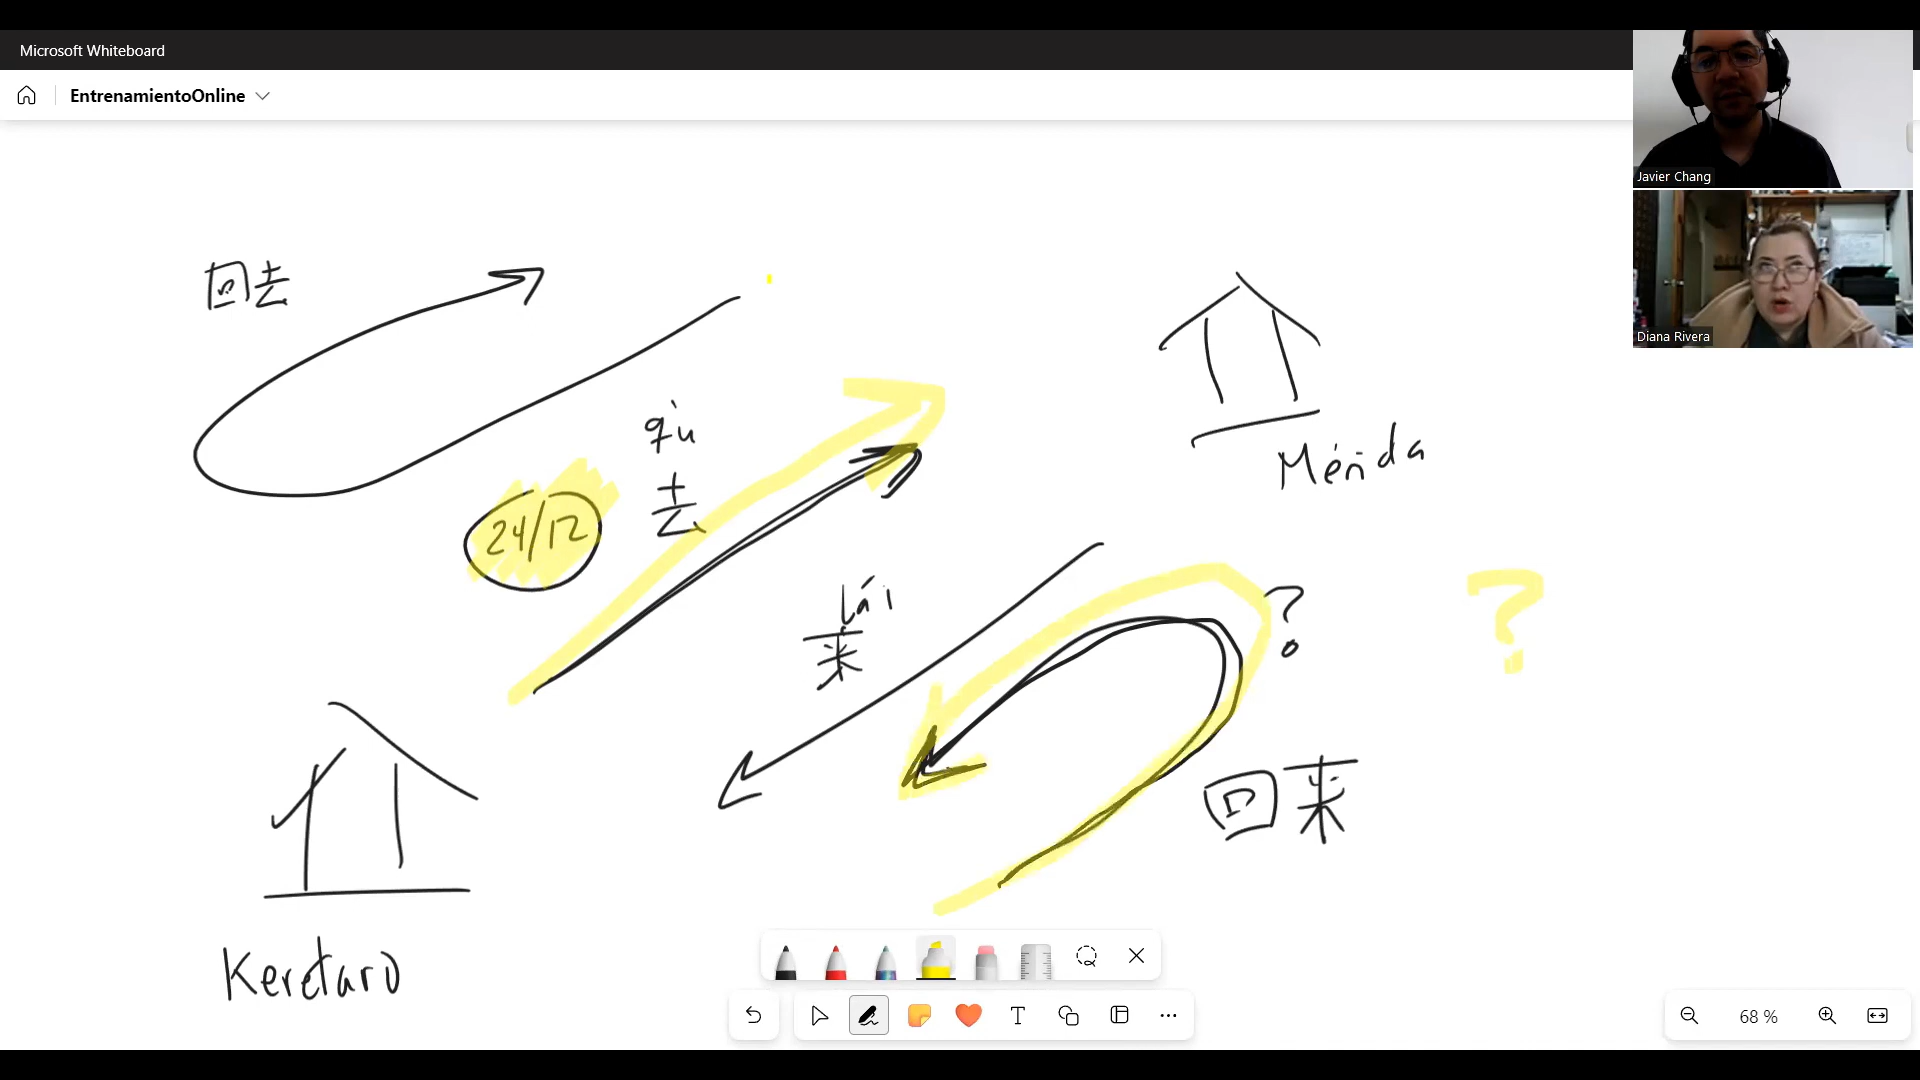 Microsoft Whiteboard
EntrenamientoOnline
Javier Chang
Diana Rivera
回去
qù
去
24/12
Mérida
?
?
lái
来
回来
Keretaro
68 %